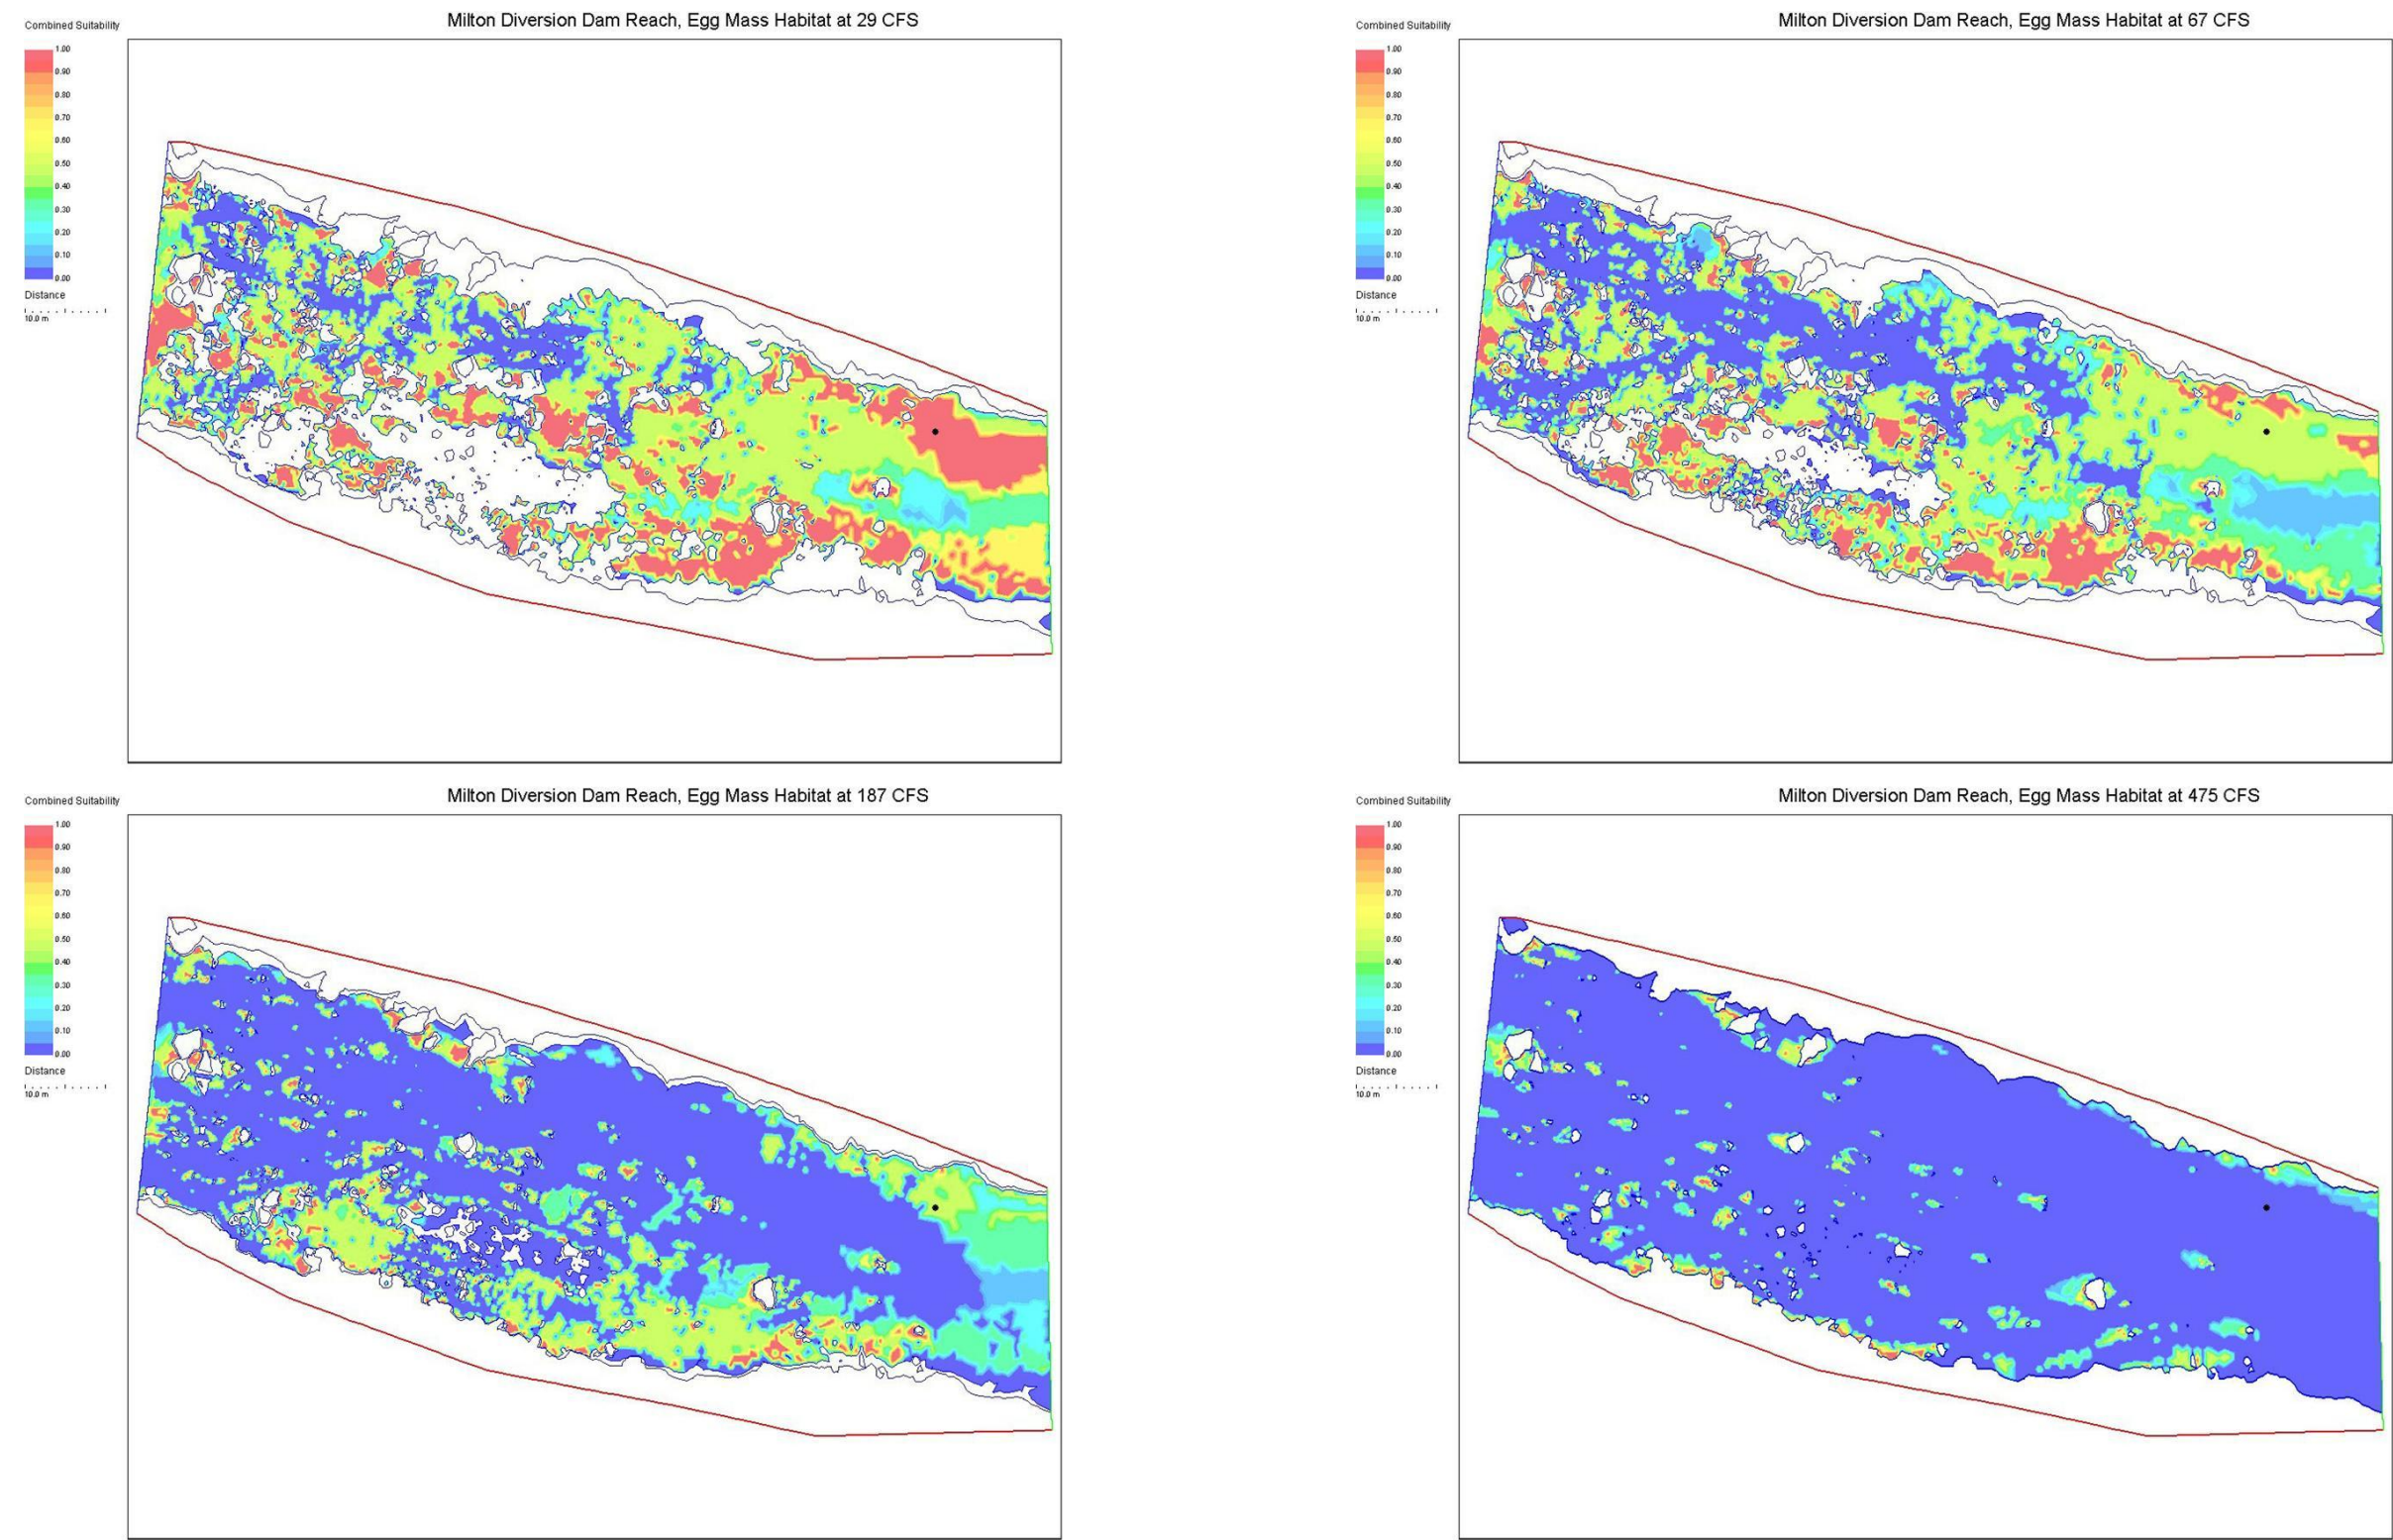 Milton Diversion Dam Reach, Egg Mass Habitat at 29 CFS
Combined Suitability
1.00
0.90
0.80
0.70
0.60
0.50
0.40
0.30
0.20
0.10
0.00
Distance
10.0 m
Milton Diversion Dam Reach, Egg Mass Habitat at 67 CFS
Combined Suitability
1.00
0.90
0.80
0.70
0.60
0.50
0.40
0.30
0.20
0.10
0.00
Distance
10.0 m
Milton Diversion Dam Reach, Egg Mass Habitat at 187 CFS
Combined Suitability
1.00
0.90
0.80
0.70
0.60
0.50
0.40
0.30
0.20
0.10
0.00
Distance
10.0 m
Milton Diversion Dam Reach, Egg Mass Habitat at 475 CFS
Combined Suitability
1.00
0.90
0.80
0.70
0.60
0.50
0.40
0.30
0.20
0.10
0.00
Distance
10.0 m